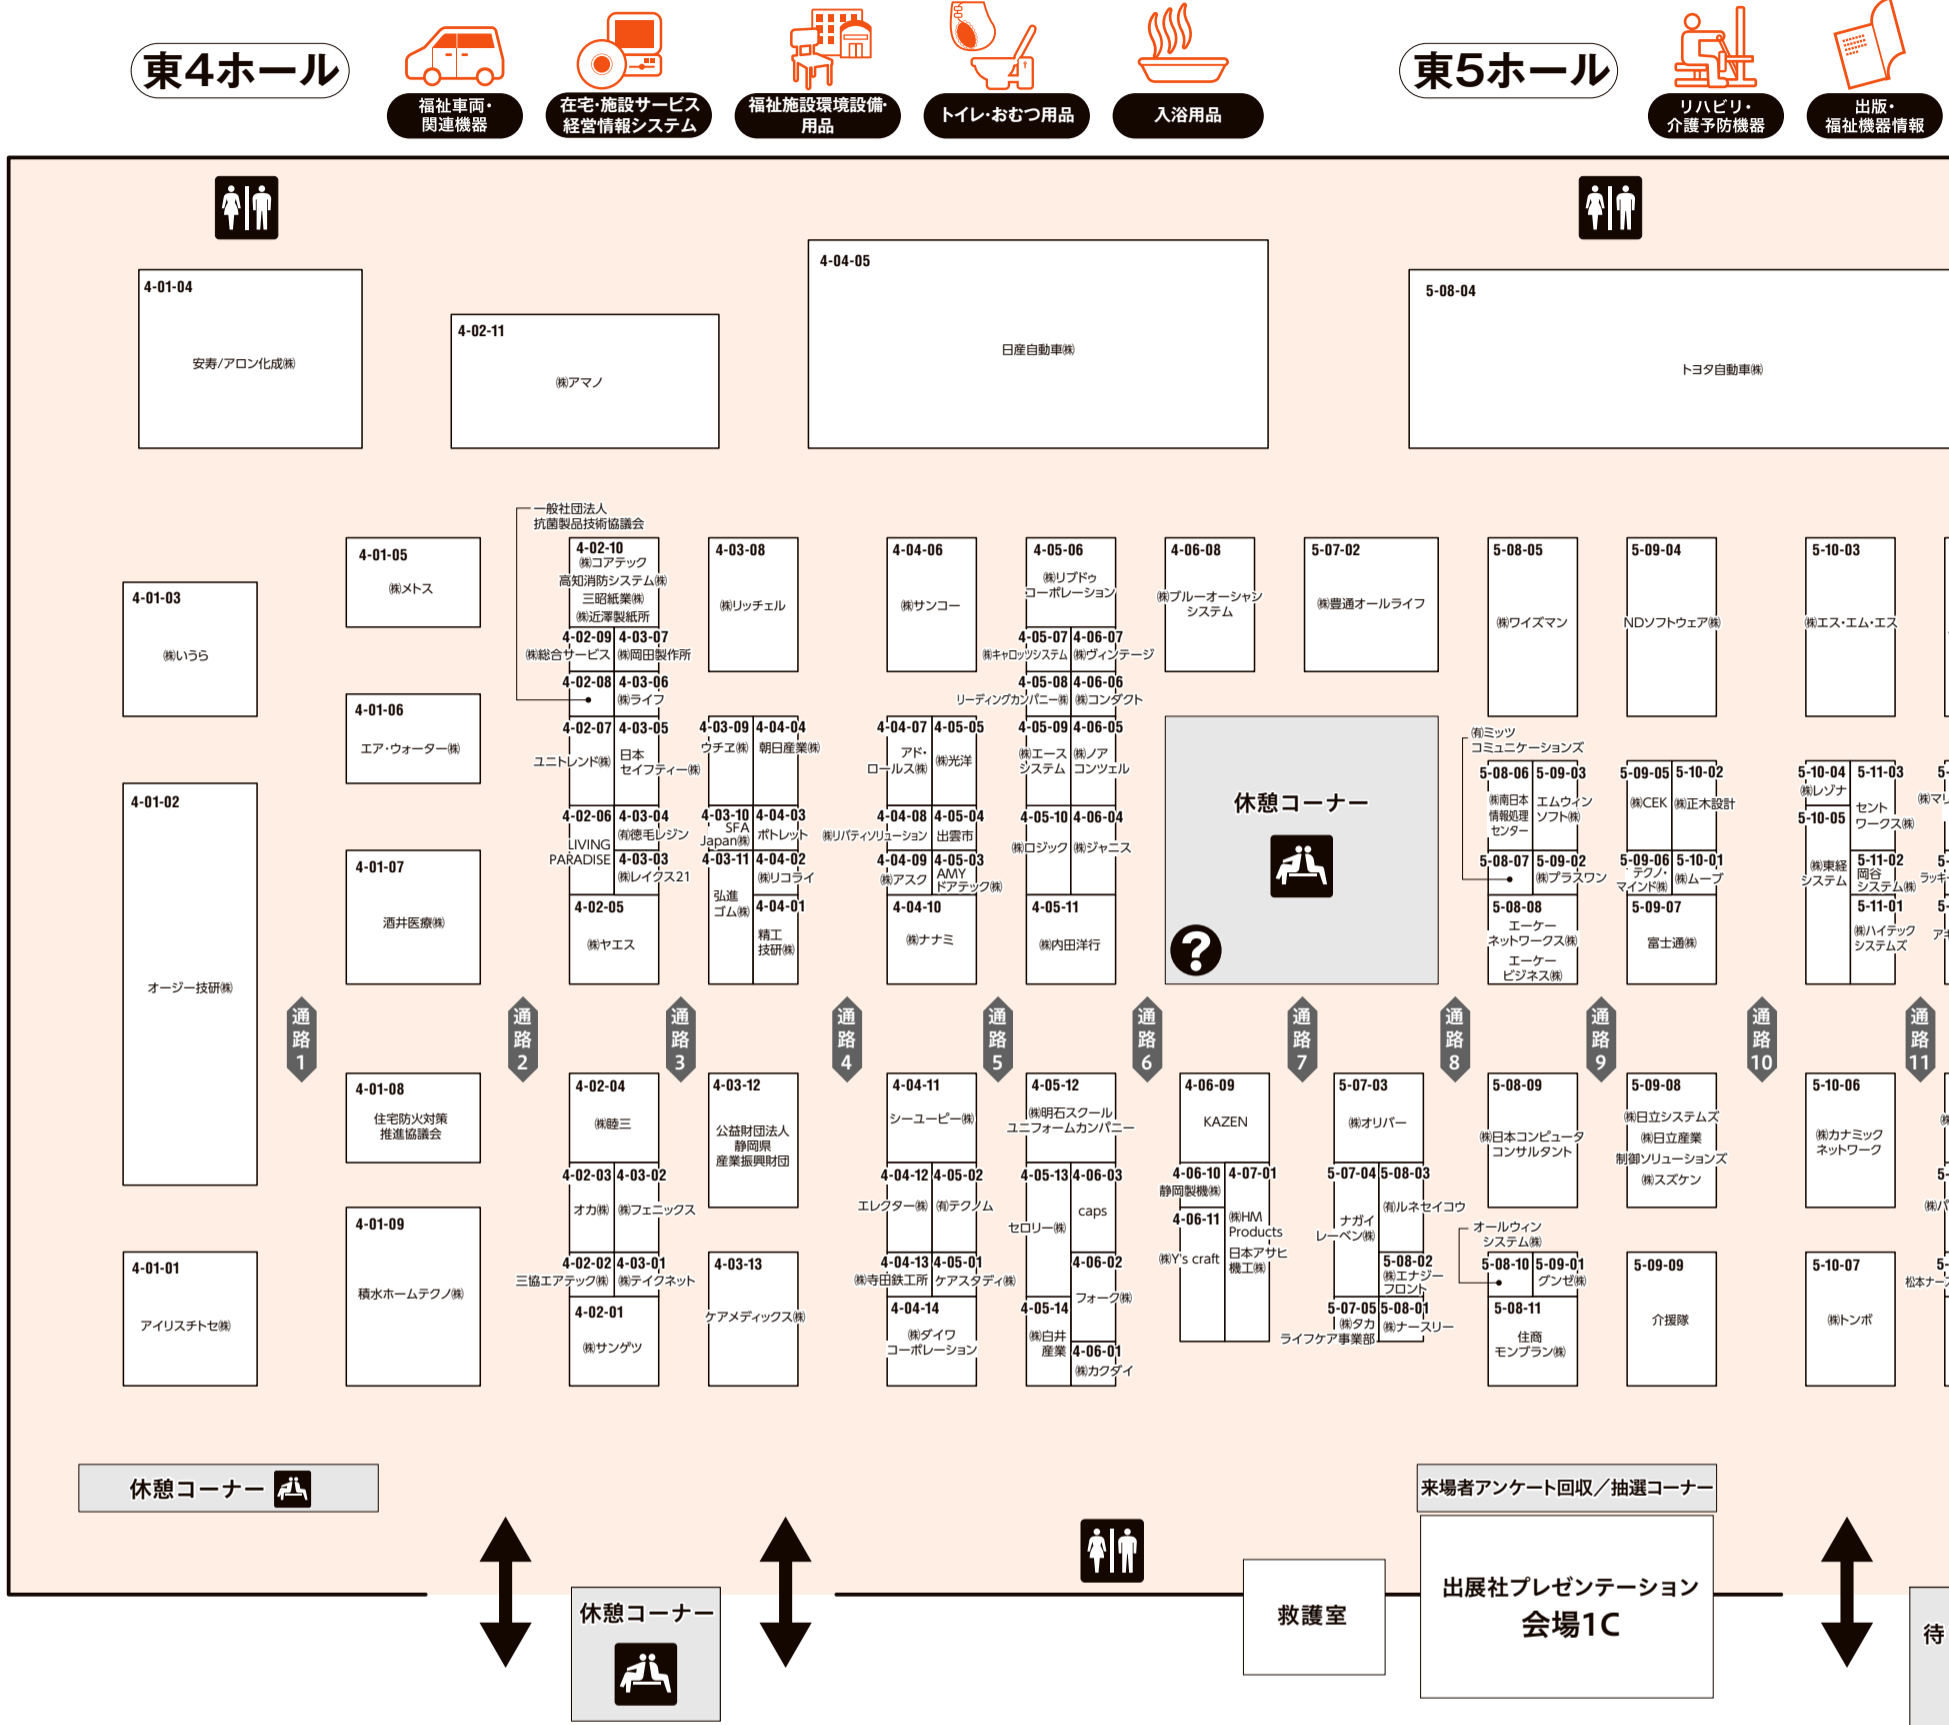 東4ホール
福祉車両・
関連機器
在宅・施設サービス
経営情報システム
福祉施設環境設備・
用品
トイレ・おむつ用品
入浴用品
東5ホール
リハビリ・
介護予防機器
出版・
福祉機器情報
4-01-04
安寿/アロン化成㈱
4-02-11
㈱アマノ
4-04-05
日産自動車㈱
5-08-04
トヨタ自動車㈱
4-01-03
㈱いうら
4-01-02
オージー技研㈱
4-01-01
アイリスチトセ㈱
4-01-05
㈱メトス
4-01-06
エア・ウォーター㈱
4-01-07
酒井医療㈱
4-01-08
住宅防火対策
推進協議会
4-01-09
積水ホームテクノ㈱
一般社団法人
抗菌製品技術協議会
4-02-10
㈱コアテック
高知消防システム㈱
三昭紙業㈱
㈱近澤製紙所
4-02-09
㈱総合サービス
4-03-07
㈱岡田製作所
4-02-08
4-03-06
㈱ライフ
4-02-07
ユニトレンド㈱
4-03-05
日本
セイフティー㈱
4-02-06
LIVING
PARADISE
4-03-04
㈲徳毛レジン
4-03-03
㈱レイクス21
4-02-05
㈱ヤエス
4-02-04
㈱睦三
4-02-03
オカ㈱
4-03-02
㈱フェニックス
4-02-02
三協エアテック㈱
4-03-01
㈱テイクネット
4-02-01
㈱サンゲツ
4-03-08
㈱リッチェル
4-03-09
ウチヱ㈱
4-04-04
朝日産業㈱
4-03-10
SFA
Japan㈱
4-04-03
ポトレット
4-03-11
弘進
ゴム㈱
4-04-02
㈱リコライ
4-04-01
精工
技研㈱
4-03-12
公益財団法人
静岡県
産業振興財団
4-03-13
ケアメディックス㈱
4-04-06
㈱サンコー
4-04-07
アド・
ロールス㈱
4-05-05
㈱光洋
4-04-08
㈱リバティソリューション
4-05-04
出雲市
4-04-09
㈱アスク
4-05-03
AMY
ドアテック㈱
4-04-10
㈱ナナミ
4-04-11
シーユーピー㈱
4-04-12
エレクター㈱
4-05-02
㈲テクノム
4-04-13
㈱寺田鉄工所
4-05-01
ケアスタディ㈱
4-04-14
㈱ダイワ
コーポレーション
4-05-06
㈱リブドゥ
コーポレーション
4-05-07
㈱キャロッツシステム
4-06-07
㈱ヴィンテージ
4-05-08
リーディングカンパニー㈱
4-06-06
㈱コンダクト
4-05-09
㈱エース
システム
4-06-05
㈱ノア
コンツェル
4-05-10
㈱ロジック
4-06-04
㈱ジャニス
4-05-11
㈱内田洋行
4-05-12
㈱明石スクール
ユニフォームカンパニー
4-05-13
セロリー㈱
4-06-03
caps
4-06-02
フォーク㈱
4-05-14
㈱白井
産業
4-06-01
㈱カクダイ
4-06-08
㈱ブルーオーシャン
システム
5-07-02
㈱豊通オールライフ
休憩コーナー
?
4-06-09
KAZEN
4-06-10
静岡製機㈱
4-07-01
㈱HM
Products
日本アサヒ
機工㈱
4-06-11
㈱Y's craft
5-07-03
㈱オリバー
5-07-04
ナガイ
レーベン㈱
5-08-03
㈲ルネセイコウ
5-08-02
㈱エナジー
フロント
5-07-05
㈱タカ
ライフケア事業部
5-08-01
㈱ナースリー
5-08-05
㈱ワイズマン
㈲ミッツ
コミュニケーションズ
5-08-06
㈱南日本
情報処理
センター
5-09-03
エムウィン
ソフト㈱
5-08-07
5-09-02
㈱プラスワン
5-08-08
エーケー
ネットワークス㈱
エーケー
ビジネス㈱
5-08-09
㈱日本コンピュータ
コンサルタント
オールウィン
システム㈱
5-08-10
5-09-01
グンゼ㈱
5-08-11
住商
モンブラン㈱
5-09-04
NDソフトウェア㈱
5-09-05
㈱CEK
5-10-02
㈱正木設計
5-09-06
テクノ・
マインド㈱
5-10-01
㈱ムーブ
5-09-07
富士通㈱
5-09-08
㈱日立システムズ
㈱日立産業
制御ソリューションズ
㈱スズケン
5-09-09
介援隊
5-10-03
㈱エス・エム・エス
5-10-04
㈱レゾナ
5-11-03
セント
ワークス㈱
5-10-05
㈱東経
システム
5-11-02
岡谷
システム㈱
5-11-01
㈱ハイテック
システムズ
5-10-06
㈱カナミック
ネットワーク
5-10-07
㈱トンボ
5-
㈱マリ
5-
ラッキー
5-
アキ
㈱
5-
㈱パ
5-
松本ナース
通路1
通路2
通路3
通路4
通路5
通路6
通路7
通路8
通路9
通路10
通路11
休憩コーナー
来場者アンケート回収／抽選コーナー
休憩コーナー
救護室
出展社プレゼンテーション
会場1C
待